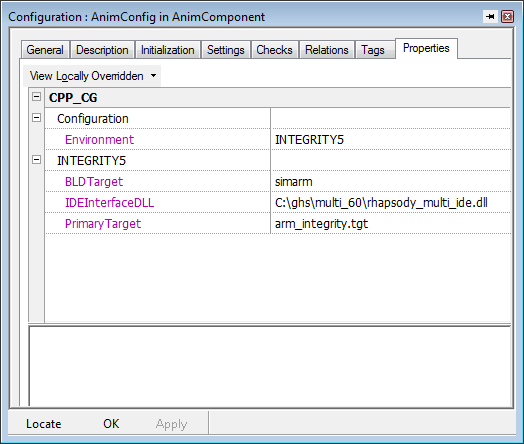 Configuration : AnimConfig in AnimComponent
General Description Initialization Settings Checks Relations Tags Properties
View Locally Overridden
CPP_CG
Configuration
Environment INTEGRITY5
INTEGRITY5
BLDTarget simarm
IDEInterfaceDLL C:\ghs\multi_60\rhapsody_multi_ide.dll
PrimaryTarget arm_integrity.tgt
Locate OK Apply